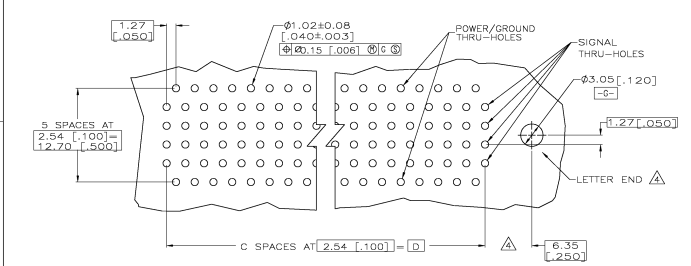 1.27
[.050]
Ø1.02±0.08
[.040±.003]
⌖ Ø0.15 [.006] Ⓜ G Ⓢ
POWER/GROUND
THRU-HOLES
SIGNAL
THRU-HOLES
Ø3.05[.120]
-G-
5 SPACES AT
2.54 [.100]=
12.70 [.500]
1.27[.050]
LETTER END 4
C SPACES AT 2.54 [.100] = D
4
6.35
[.250]